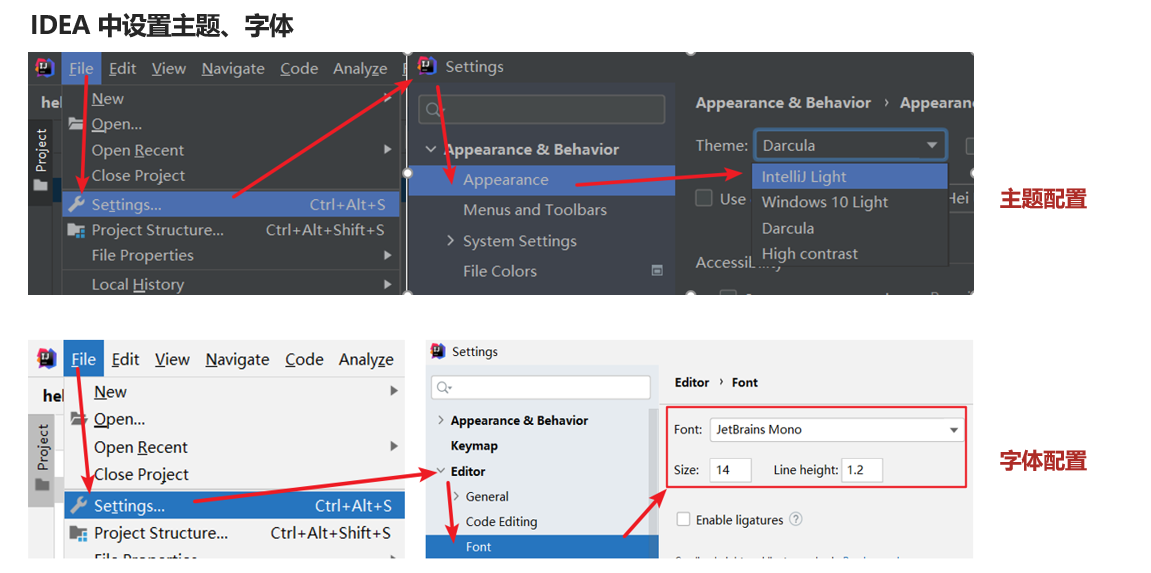 IDEA 中设置主题、字体
File Edit View Navigate Code Analyze
Settings
hel
New
Open...
Project
Open Recent
Close Project
Settings... Ctrl+Alt+S
Project Structure... Ctrl+Alt+Shift+S
File Properties
Local History
Appearance & Behavior
Appearance
Menus and Toolbars
System Settings
File Colors
Appearance & Behavior › Appearan
Theme: Darcula
IntelliJ Light
Use
Windows 10 Light
Hei
Darcula
High contrast
Accessibility
主题配置
File Edit View Navigate Code Analyze
hel
New
Open...
Project
Open Recent
Close Project
Settings... Ctrl+Alt+S
Project Structure... Ctrl+Alt+Shift+S
File Properties
Settings
Appearance & Behavior
Keymap
Editor
General
Code Editing
Font
Editor › Font
Font: JetBrains Mono
Size: 14 Line height: 1.2
Enable ligatures ?
字体配置